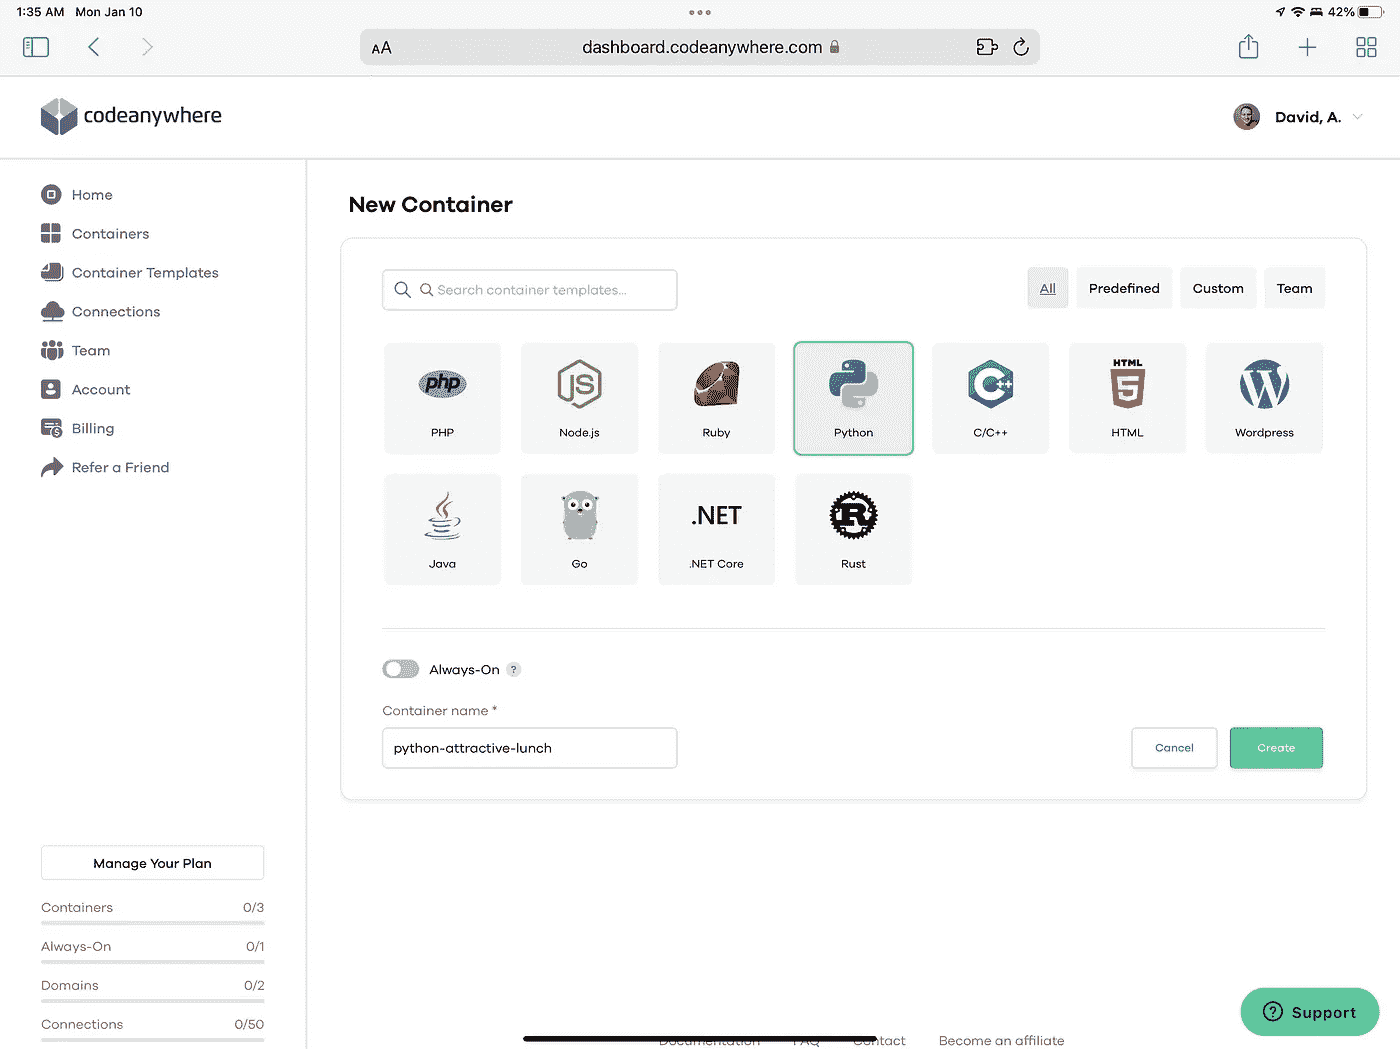 1:35 AM Mon Jan 10
42%
AA
dashboard.codeanywhere.com
codeanywhere
David, A.
Home
Containers
Container Templates
Connections
Team
Account
Billing
Refer a Friend
New Container
Search container templates...
All
Predefined
Custom
Team
php
JS
C++
HTML
5
W
PHP
Node.js
Ruby
Python
C/C++
HTML
Wordpress
.NET
R
Java
Go
.NET Core
Rust
Always-On ?
Container name *
python-attractive-lunch
Cancel
Create
Manage Your Plan
Containers 0/3
Always-On 0/1
Domains 0/2
Connections 0/50
? Support
Documentation FAQ Contact Become an affiliate